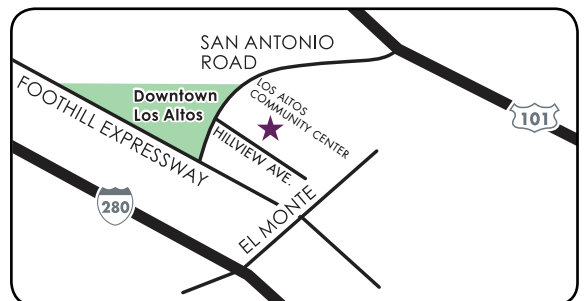 SAN ANTONIO
ROAD
Downtown
Los Altos
LOS ALTOS
COMMUNITY CENTER
101
FOOTHILL EXPRESSWAY
HILLVIEW AVE.
280
EL MONTE